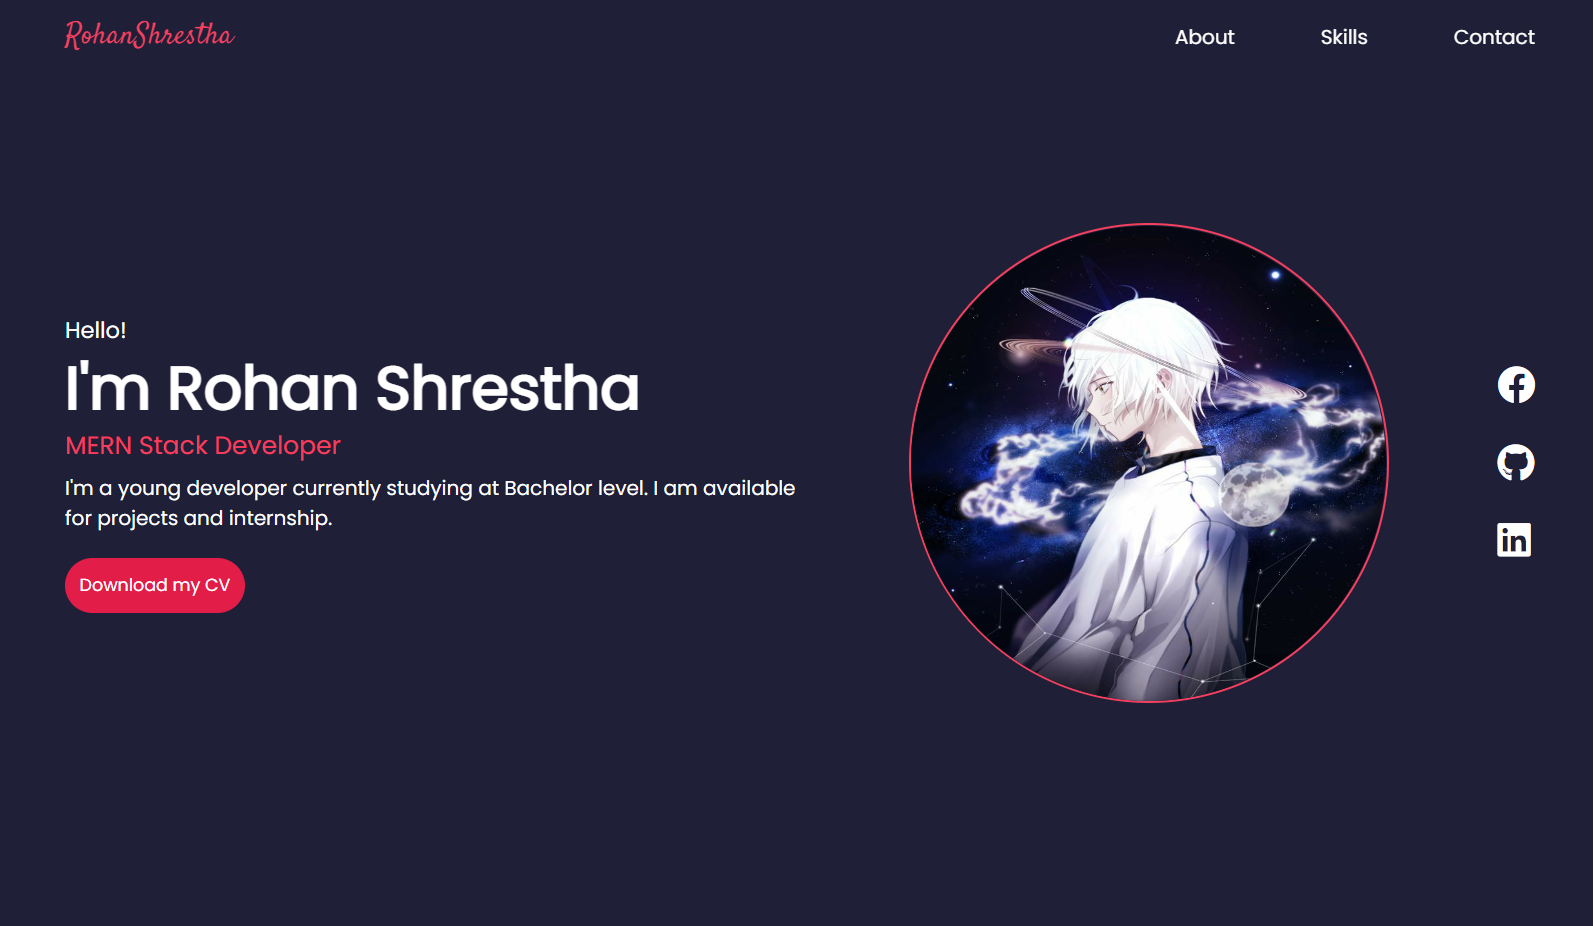 RohanShrestha
About
Skills
Contact
Hello!
I'm Rohan Shrestha
MERN Stack Developer
I'm a young developer currently studying at Bachelor level. I am available
for projects and internship.
Download my CV
in